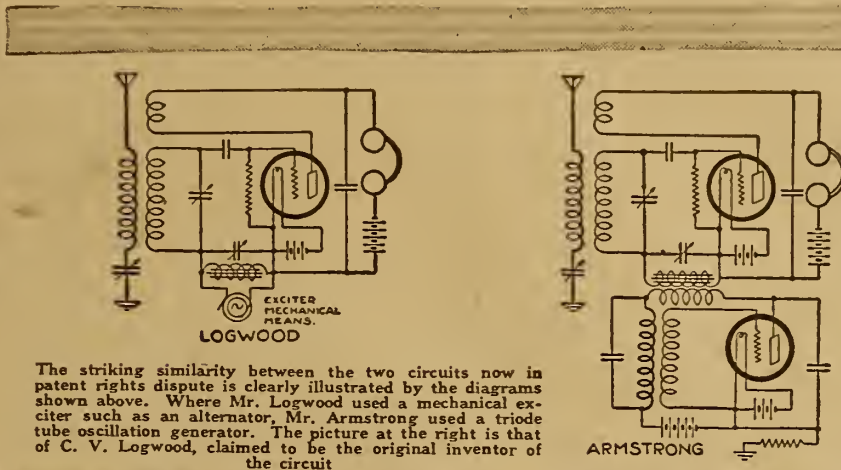 EXCITER
MECHANICAL
MEANS.
LOGWOOD
The striking similarity between the two circuits now in
patent rights dispute is clearly illustrated by the diagrams
shown above. Where Mr. Logwood used a mechanical ex-
citer such as an alternator, Mr. Armstrong used a triode
tube oscillation generator. The picture at the right is that
of C. V. Logwood, claimed to be the original inventor of
the circuit
ARMSTRONG